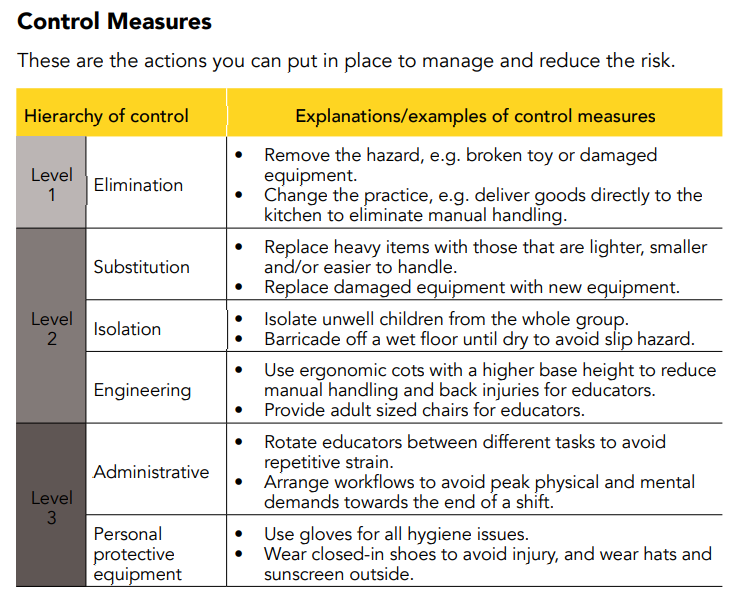 Control Measures
These are the actions you can put in place to manage and reduce the risk.
Hierarchy of control
Explanations/examples of control measures
Level
1
Elimination
• Remove the hazard, e.g. broken toy or damaged
equipment.
• Change the practice, e.g. deliver goods directly to the
kitchen to eliminate manual handling.
Level
2
Substitution
• Replace heavy items with those that are lighter, smaller
and/or easier to handle.
• Replace damaged equipment with new equipment.
Isolation
• Isolate unwell children from the whole group.
• Barricade off a wet floor until dry to avoid slip hazard.
Engineering
• Use ergonomic cots with a higher base height to reduce
manual handling and back injuries for educators.
• Provide adult sized chairs for educators.
Level
3
Administrative
• Rotate educators between different tasks to avoid
repetitive strain.
• Arrange workflows to avoid peak physical and mental
demands towards the end of a shift.
Personal
protective
equipment
• Use gloves for all hygiene issues.
• Wear closed-in shoes to avoid injury, and wear hats and
sunscreen outside.